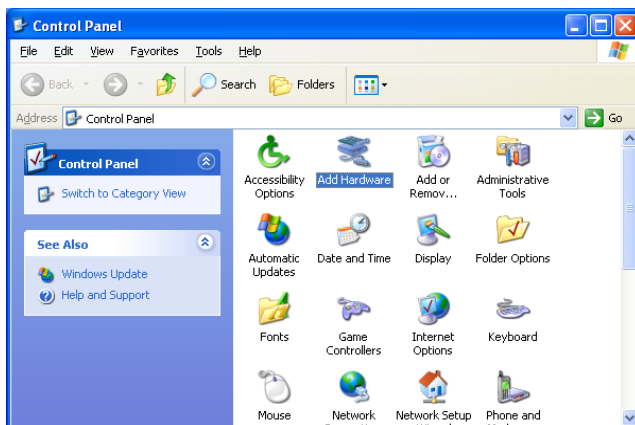 Control Panel
File Edit View Favorites Tools Help
Back Search Folders
Address Control Panel Go
Control Panel
Switch to Category View
See Also
Windows Update
Help and Support
Accessibility Options
Add Hardware
Add or Remov...
Administrative Tools
Automatic Updates
Date and Time
Display
Folder Options
Fonts
Game Controllers
Internet Options
Keyboard
Mouse
Network
Network Setup
Phone and